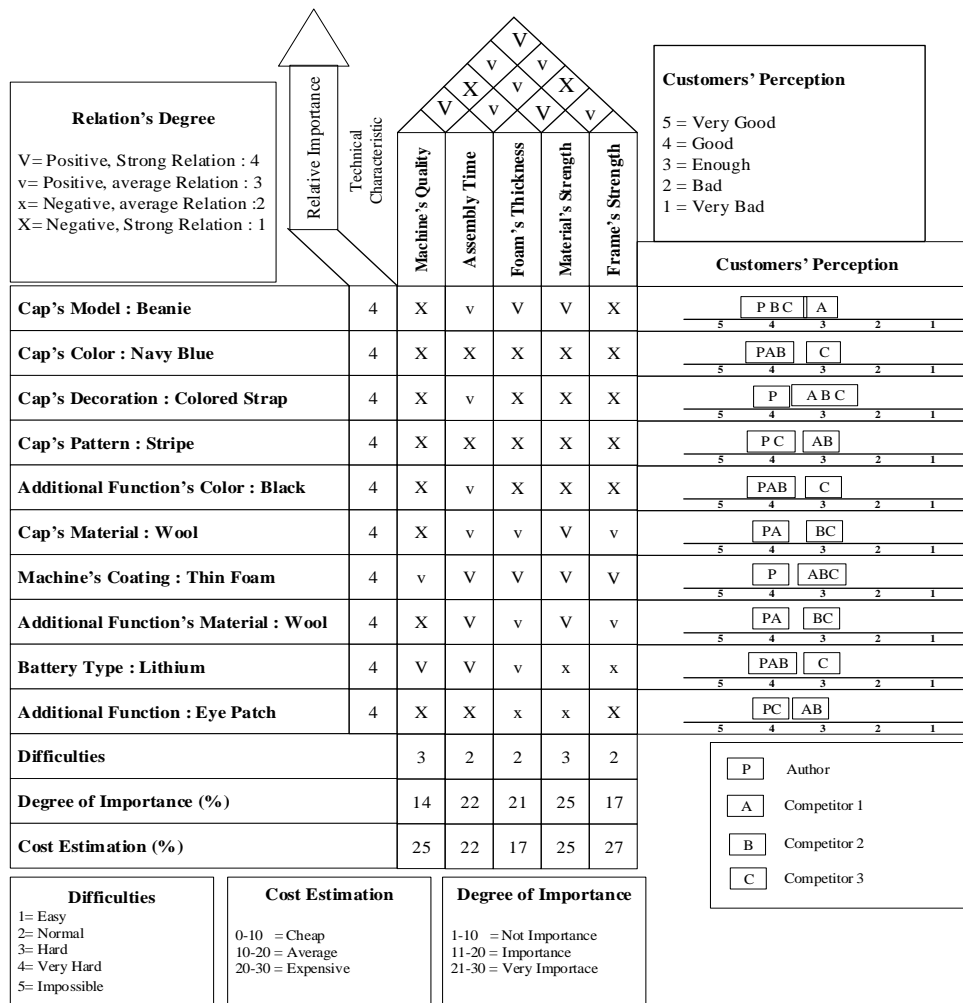 V
v v
X v X
V v V v
Relation's Degree
V= Positive, Strong Relation : 4
v= Positive, average Relation : 3
x= Negative, average Relation :2
X= Negative, Strong Relation : 1
Relative Importance
Technical
Characteristic
Machine's Quality
Assembly Time
Foam's Thickness
Material's Strength
Frame's Strength
Customers' Perception
5 = Very Good
4 = Good
3 = Enough
2 = Bad
1 = Very Bad
Customers' Perception
Cap's Model : Beanie 4 X v V V X P B C A
5 4 3 2 1
Cap's Color : Navy Blue 4 X X X X X PAB C
5 4 3 2 1
Cap's Decoration : Colored Strap 4 X v X X X P A B C
5 4 3 2 1
Cap's Pattern : Stripe 4 X X X X X P C AB
5 4 3 2 1
Additional Function's Color : Black 4 X v X X X PAB C
5 4 3 2 1
Cap's Material : Wool 4 X v v V v PA BC
5 4 3 2 1
Machine's Coating : Thin Foam 4 v V V V V P ABC
5 4 3 2 1
Additional Function's Material : Wool 4 X V v V v PA BC
5 4 3 2 1
Battery Type : Lithium 4 V V v x x PAB C
5 4 3 2 1
Additional Function : Eye Patch 4 X X x x X PC AB
5 4 3 2 1
Difficulties 3 2 2 3 2
Degree of Importance (%) 14 22 21 25 17
Cost Estimation (%) 25 22 17 25 27
P Author
A Competitor 1
B Competitor 2
C Competitor 3
Difficulties
1= Easy
2= Normal
3= Hard
4= Very Hard
5= Impossible
Cost Estimation
0-10 = Cheap
10-20 = Average
20-30 = Expensive
Degree of Importance
1-10 = Not Importance
11-20 = Importance
21-30 = Very Importace